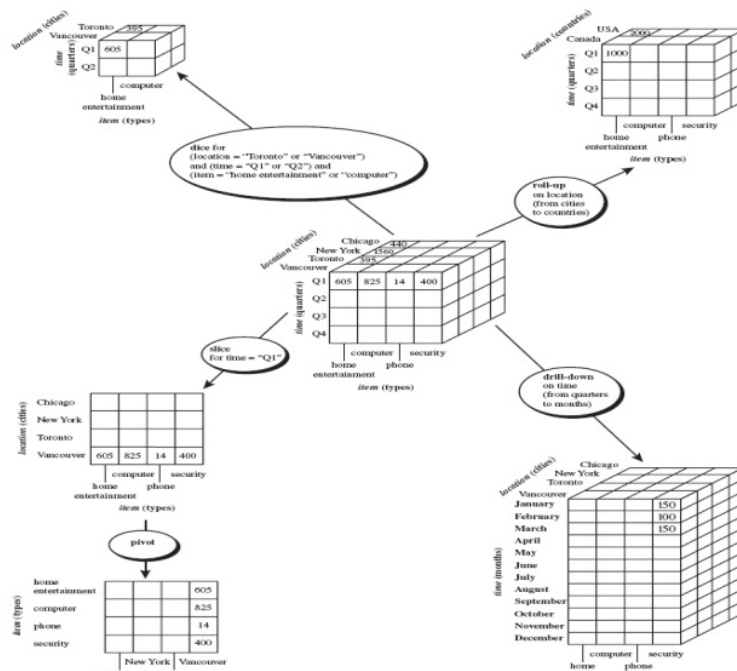 location (cities)
Toronto
395
Vancouver
time (quarters)
Q1
605
Q2
computer
home
entertainment
item (types)
location (countries)
USA
2000
Canada
time (quarters)
Q1
1000
Q2
Q3
Q4
computer
security
home
phone
entertainment
item (types)
dice for
(location = "Toronto" or "Vancouver")
and (time = "Q1" or "Q2") and
(item = "home entertainment" or "computer")
roll-up
on location
(from cities
to countries)
location (cities)
Chicago
440
New York
1560
Toronto
395
Vancouver
time (quarters)
Q1 605 825 14 400
Q2
Q3
Q4
computer
security
home
phone
entertainment
item (types)
slice
for time = "Q1"
drill-down
on time
(from quarters
to months)
location (cities)
Chicago
New York
Toronto
Vancouver 605 825 14 400
computer
security
home
phone
entertainment
item (types)
pivot
item (types)
home
entertainment 605
computer 825
phone 14
security 400
New York Vancouver
location (cities)
Chicago
New York
Toronto
Vancouver
time (months)
January 150
February 100
March 150
April
May
June
July
August
September
October
November
December
computer
security
home
phone